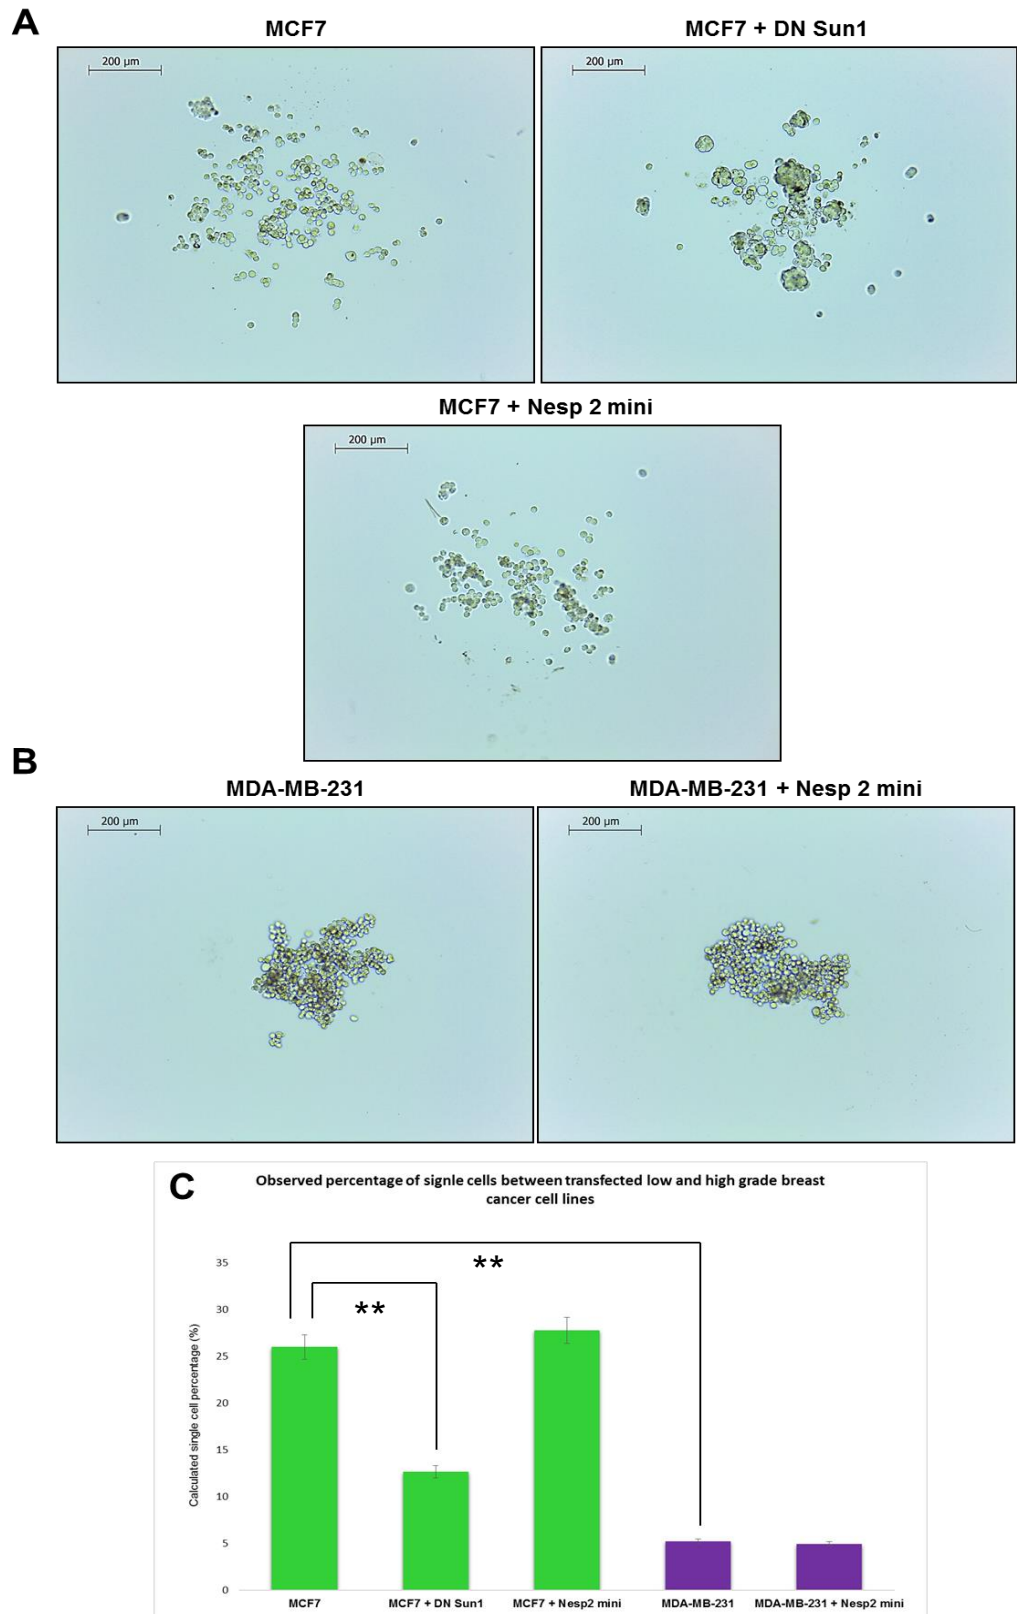 A
MCF7
MCF7 + DN Sun1
200 µm
200 µm
MCF7 + Nesp 2 mini
200 µm
B
MDA-MB-231
MDA-MB-231 + Nesp 2 mini
200 µm
200 µm
C
Observed percentage of signle cells between transfected low and high grade breast
cancer cell lines
Calculated single cell percentage (%)
35
30
25
20
15
10
5
0
**
**
MCF7
MCF7 + DN Sun1
MCF7 + Nesp2 mini
MDA-MB-231
MDA-MB-231 + Nesp2 mini